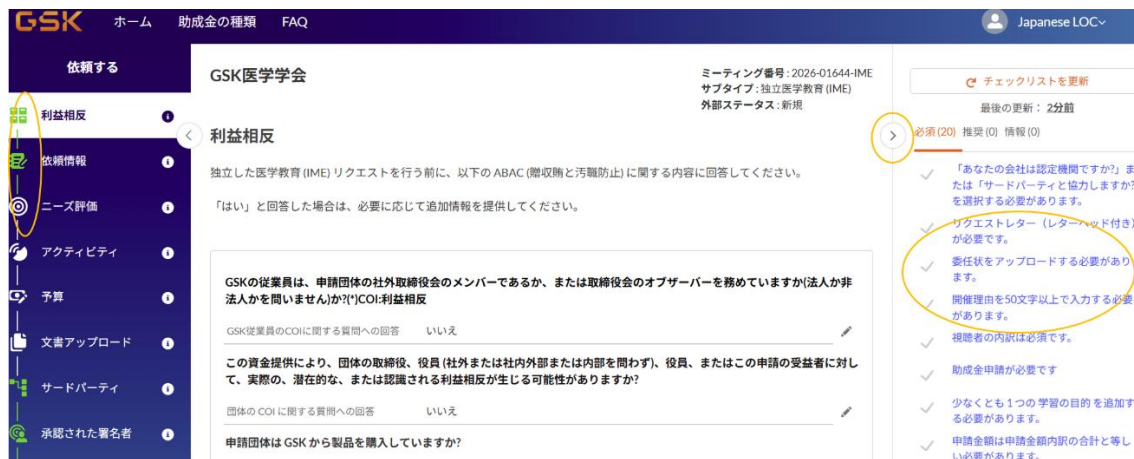 GSK ホーム 助成金の種類 FAQ Japanese LOC
依頼する
利益相反
依頼情報
ニーズ評価
アクティビティ
予算
文書アップロード
サードパーティ
承認された署名者
GSK医学学会
ミーティング番号 : 2026-01644-IME
サブタイプ : 独立医学教育 (IME)
外部ステータス : 新規
利益相反
独立した医学教育 (IME) リクエストを行う前に、以下の ABAC (贈収賄と汚職防止) に関する内容に回答してください。
「はい」と回答した場合は、必要に応じて追加情報を提供してください。
GSKの従業員は、申請団体の社外取締役会のメンバーであるか、または取締役会のオブザーバーを務めていますか(法人か非
法人かを問いません)か?(*)COI:利益相反
GSK従業員のCOIに関する質問への回答 いいえ
この資金提供により、団体の取締役、役員 (社外または社内外部または内部を問わず)、役員、またはこの申請の受益者に対し
て、実際の、潜在的な、または認識される利益相反が生じる可能性がありますか?
団体の COI に関する質問への回答 いいえ
申請団体は GSK から製品を購入していますか?
チェックリストを更新
最後の更新： 2分前
必須 (20) 推奨 (0) 情報 (0)
「あなたの会社は認定機関ですか?」ま
たは「サードパーティと協力しますか?
を選択する必要があります。
リクエストレター（レターヘッド付き）
が必要です。
委任状をアップロードする必要があり
ます。
開催理由を50文字以上で入力する必要
があります。
視聴者の内訳は必須です。
助成金申請が必要です
少なくとも 1 つの 学習の目的 を追加す
る必要があります。
申請金額は申請金額内訳の合計と等し
い必要があります。